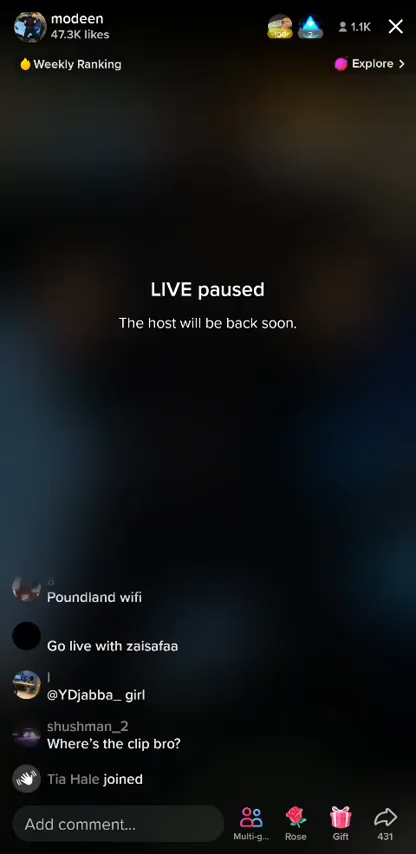 modeen
47.3K likes
2
1.1K
Weekly Ranking
Explore >
LIVE paused
The host will be back soon.
a
Poundland wifi
Go live with zaisafaa
l
@YDjabba_ girl
shushman_2
Where's the clip bro?
Tia Hale joined
Add comment...
Multi-g...
Rose
Gift
431